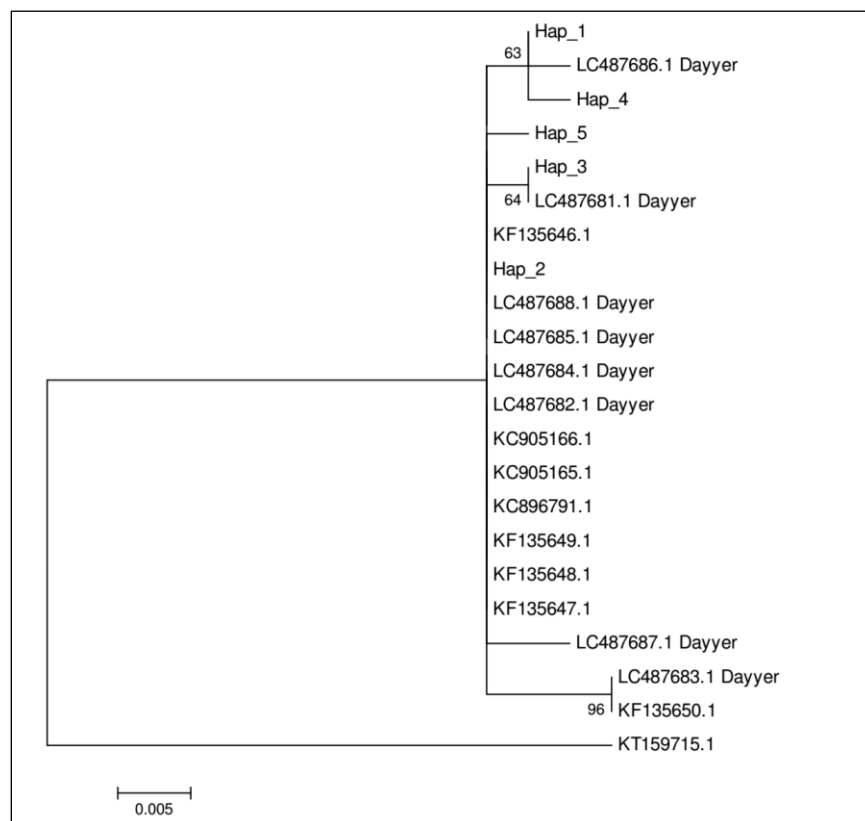 Hap_1
63
LC487686.1 Dayyer
Hap_4
Hap_5
Hap_3
64
LC487681.1 Dayyer
KF135646.1
Hap_2
LC487688.1 Dayyer
LC487685.1 Dayyer
LC487684.1 Dayyer
LC487682.1 Dayyer
KC905166.1
KC905165.1
KC896791.1
KF135649.1
KF135648.1
KF135647.1
LC487687.1 Dayyer
LC487683.1 Dayyer
96
KF135650.1
KT159715.1
0.005